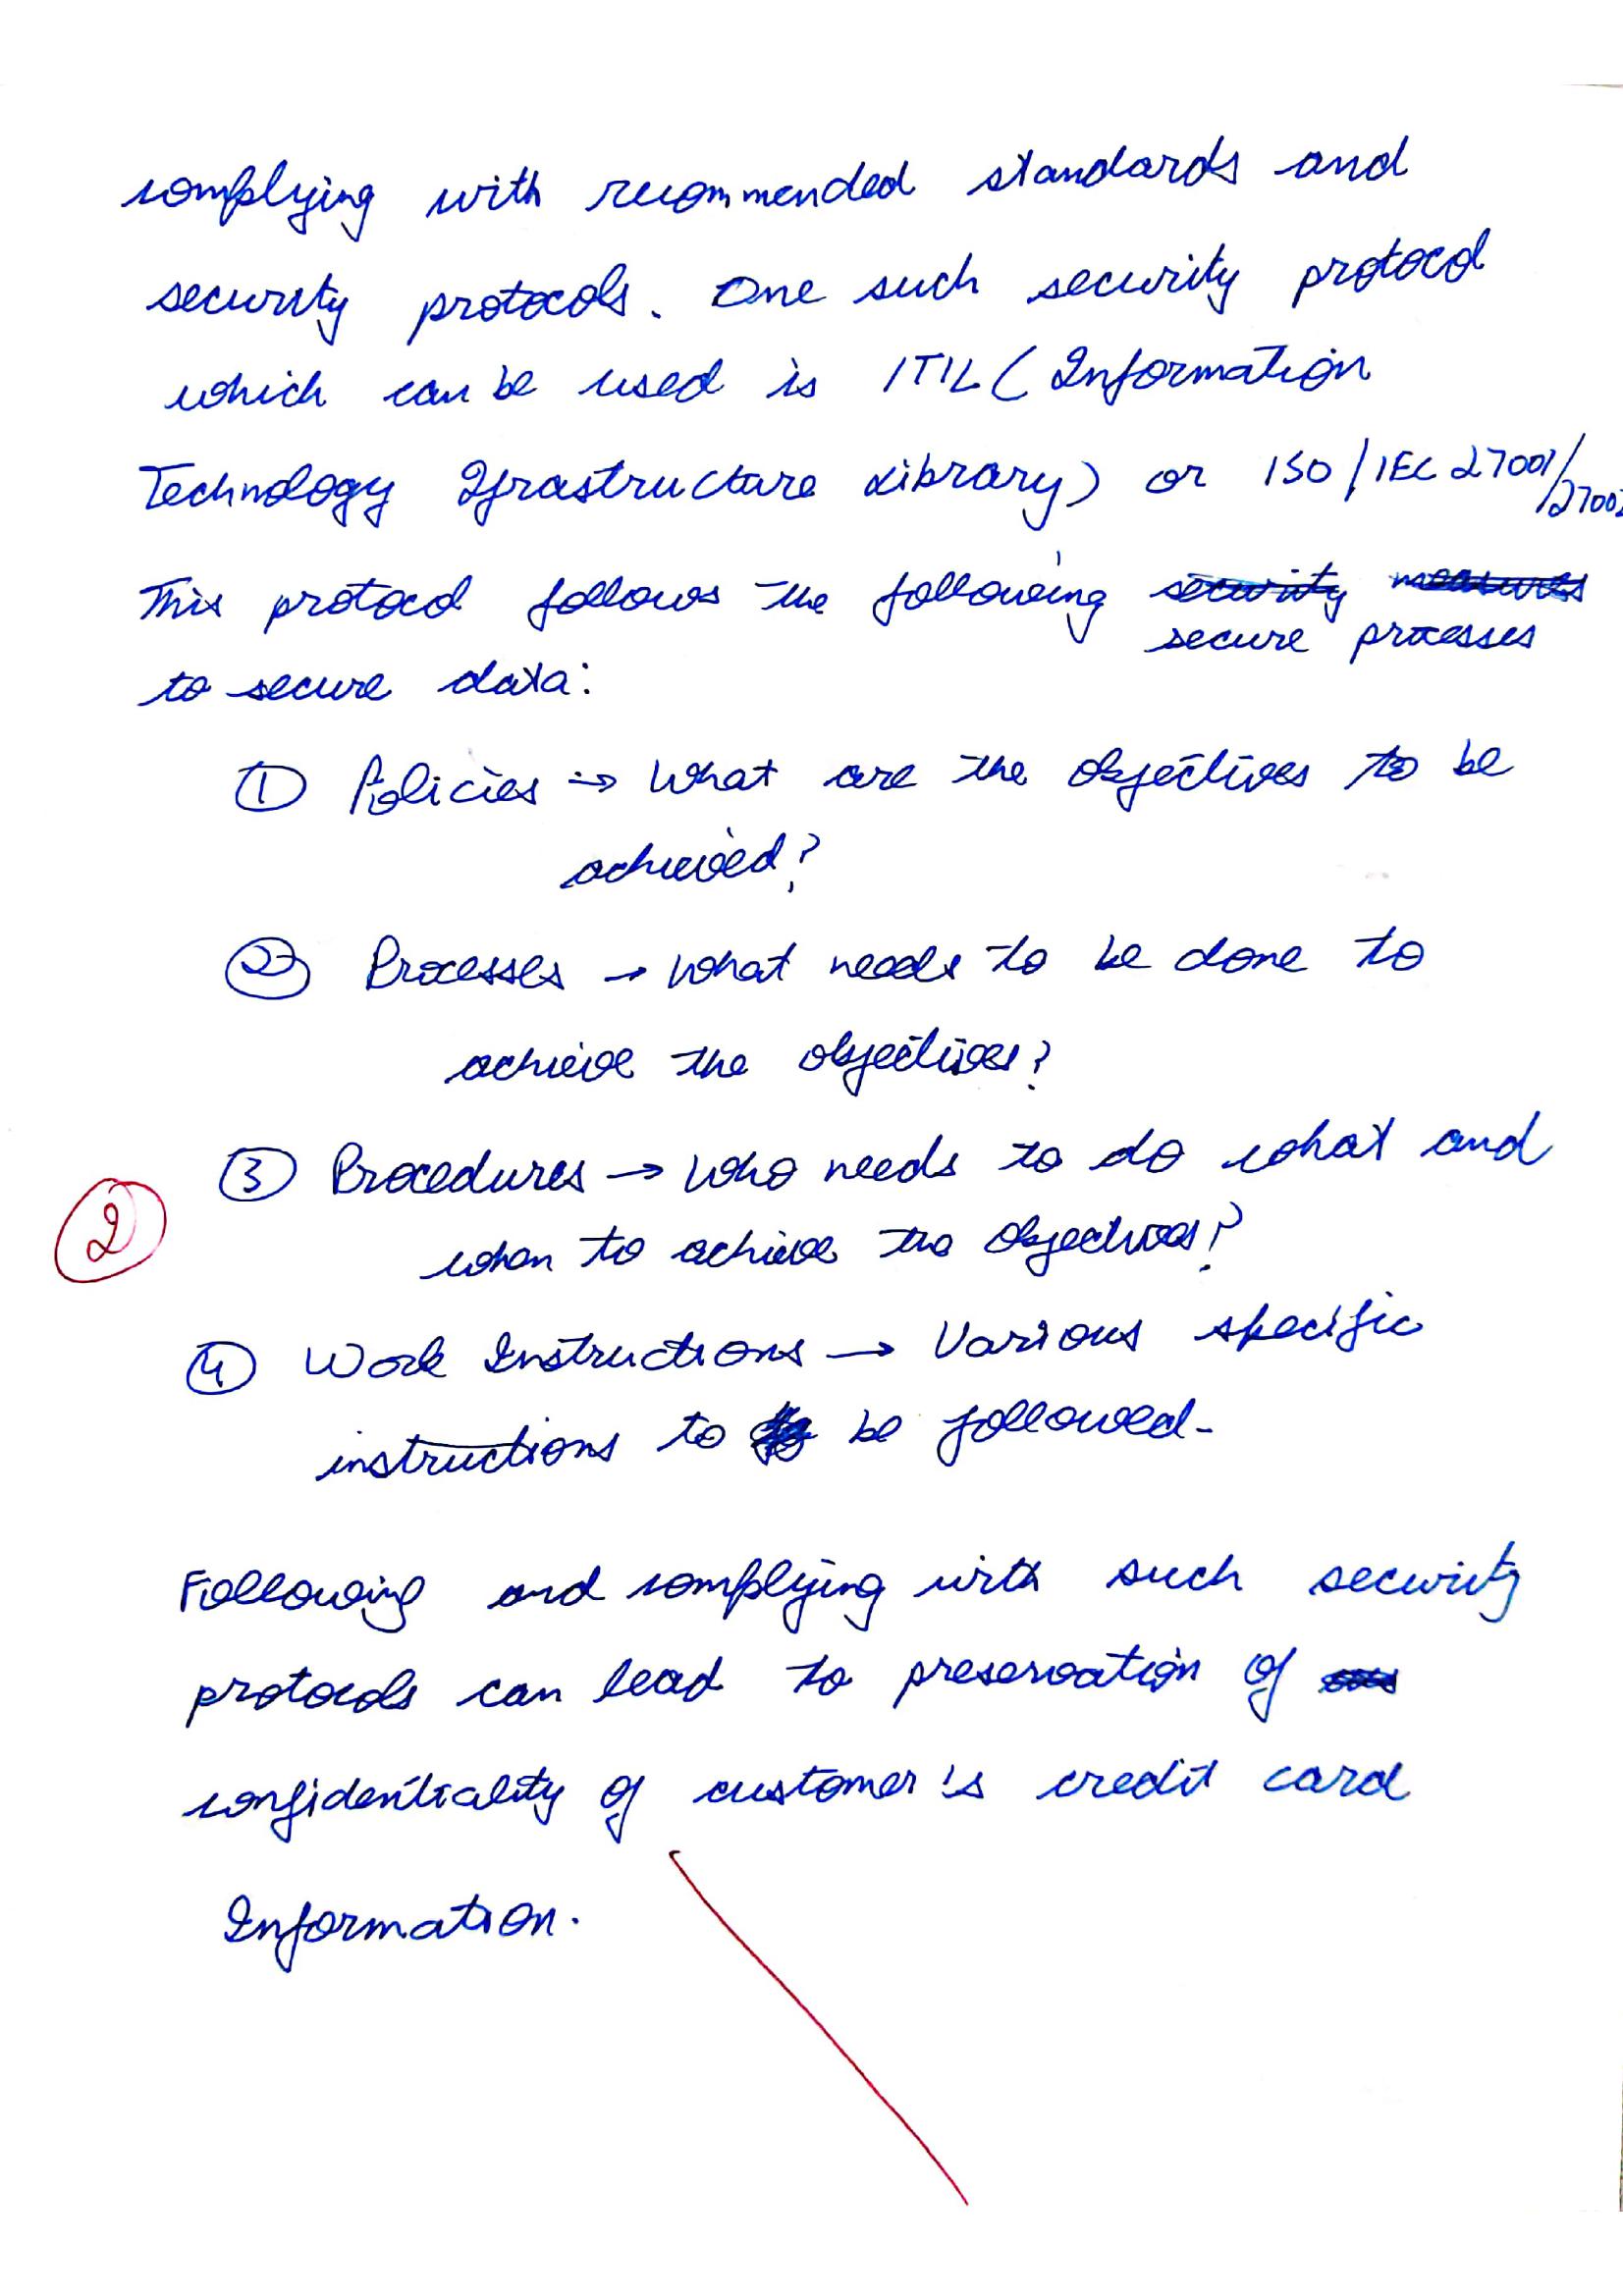 complying with recommended standards and
security protocols. One such security protocol
which can be used is ITIL (Information
Technology Ifrastructure Library) or ISO/IEC 27001/
27002
This protocol follows the following security measures
secure processes
to secure data:
① Policies → What are the objectives to be
achieved?
② Processes → What needs to be done to
achieve the objectives?
③ Procedures → Who needs to do what and
when to achieve the objectives?
② 
④ Work Instructions → Various specific
instructions to be followed.
Following and complying with such security
protocols can lead to preservation of
confidentiality of customer's credit card
Information.